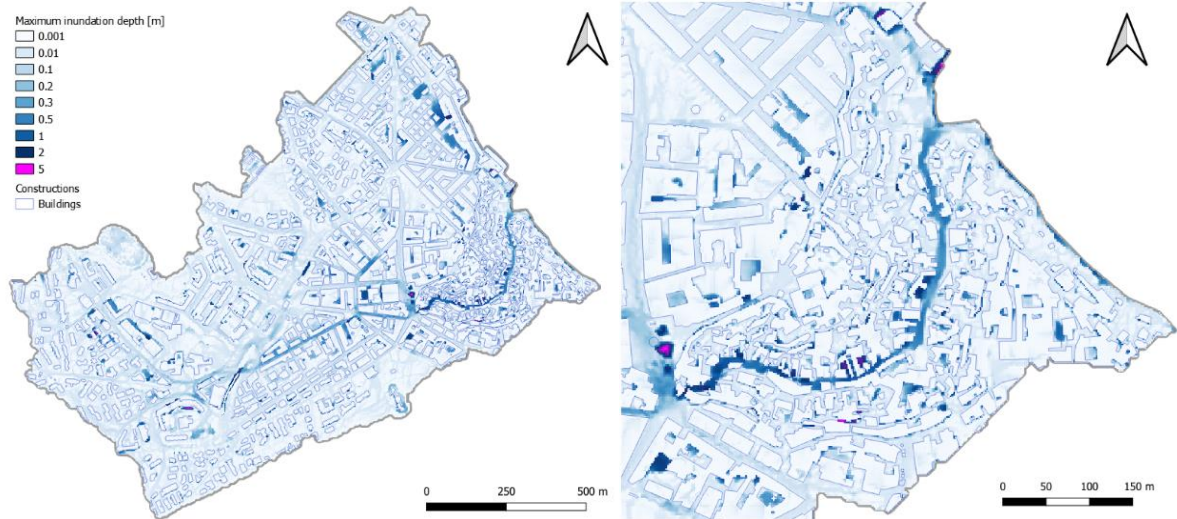 Maximum inundation depth [m]
0.001
0.01
0.1
0.2
0.3
0.5
1
2
5
Constructions
Buildings
0 250 500 m
0 50 100 150 m